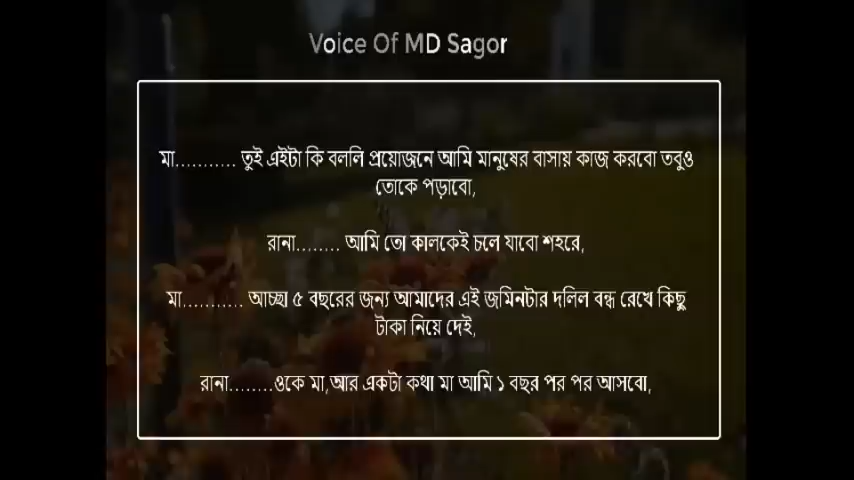 Voice Of MD Sagor
মা........... তুই এইটা কি বললি প্রয়োজনে আমি মানুষের বাসায় কাজ করবো তবুও
তোকে পড়াবো,
রানা........ আমি তো কালকেই চলে যাবো শহরে,
মা........... আচ্ছা ৫ বছরের জন্য আমাদের এই জমিনটার দলিল বন্ধ রেখে কিছু
টাকা নিয়ে দেই,
রানা........ওকে মা,আর একটা কথা মা আমি ১ বছর পর পর আসবো,